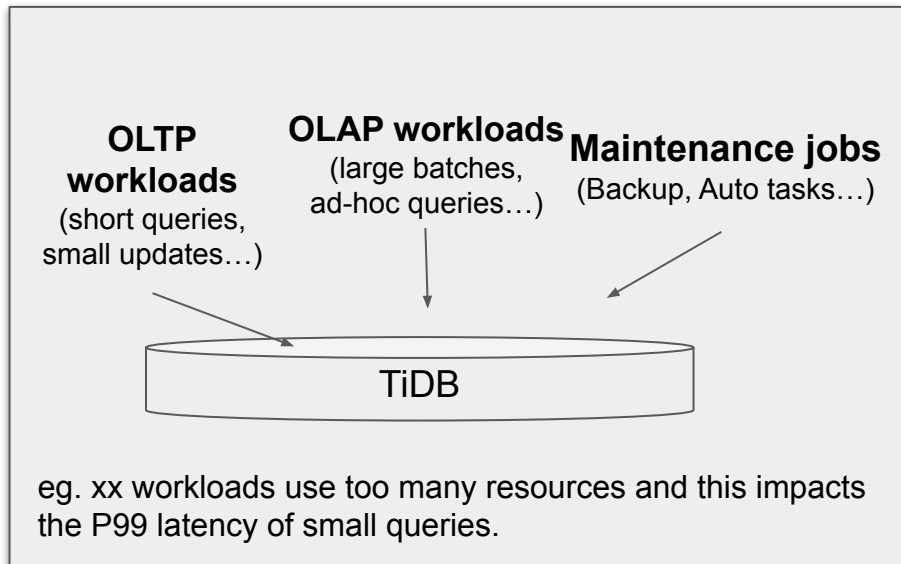 OLTP
workloads
(short queries,
small updates…)
OLAP workloads
(large batches,
ad-hoc queries…)
Maintenance jobs
(Backup, Auto tasks…)
TiDB
eg. xx workloads use too many resources and this impacts
the P99 latency of small queries.